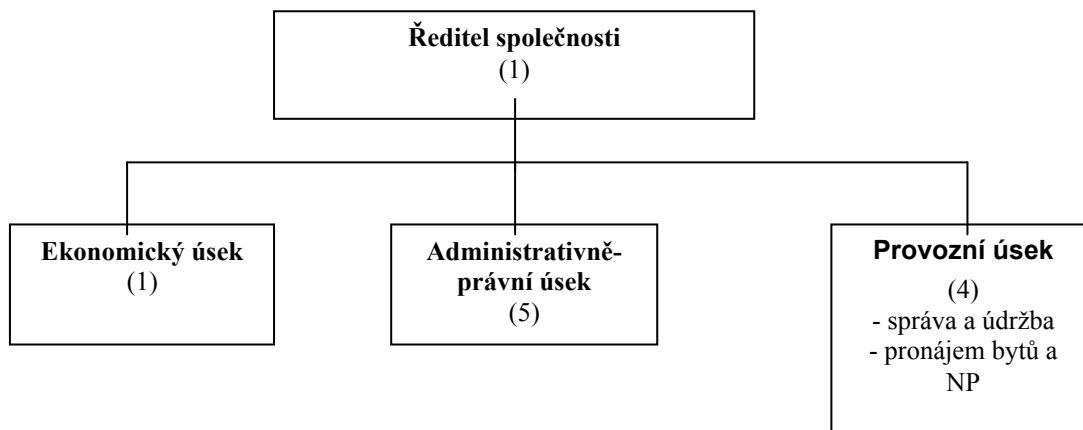 Ředitel společnosti
(1)
Ekonomický úsek
(1)
Administrativně-
právní úsek
(5)
Provozní úsek
(4)
- správa a údržba
- pronájem bytů a
NP